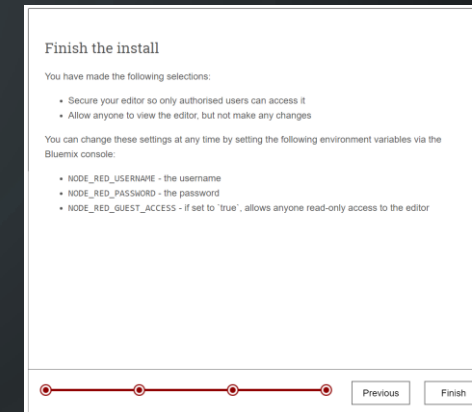 Finish the install
You have made the following selections:
• Secure your editor so only authorised users can access it
• Allow anyone to view the editor, but not make any changes
You can change these settings at any time by setting the following environment variables via the
Bluemix console:
• NODE_RED_USERNAME - the username
• NODE_RED_PASSWORD - the password
• NODE_RED_GUEST_ACCESS - if set to `true`, allows anyone read-only access to the editor
Previous Finish